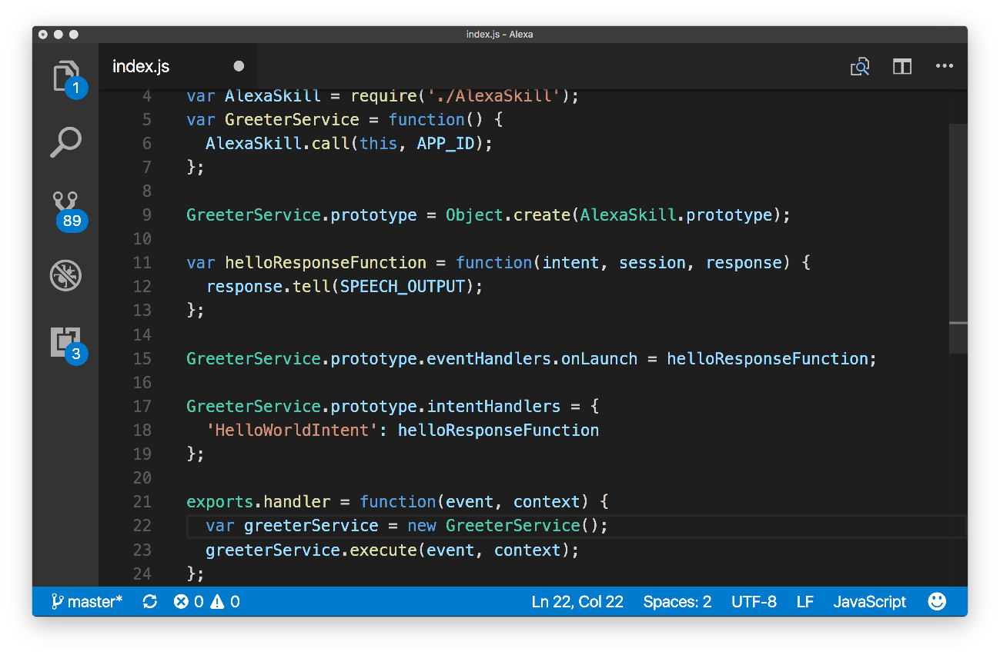 index.js - Alexa
index.js
1
89
3
4 var AlexaSkill = require('./AlexaSkill');
5 var GreeterService = function() {
6   AlexaSkill.call(this, APP_ID);
7 };
8
9 GreeterService.prototype = Object.create(AlexaSkill.prototype);
10
11 var helloResponseFunction = function(intent, session, response) {
12   response.tell(SPEECH_OUTPUT);
13 };
14
15 GreeterService.prototype.eventHandlers.onLaunch = helloResponseFunction;
16
17 GreeterService.prototype.intentHandlers = {
18   'HelloWorldIntent': helloResponseFunction
19 };
20
21 exports.handler = function(event, context) {
22   var greeterService = new GreeterService();
23   greeterService.execute(event, context);
24 };
master* 0 0 Ln 22, Col 22 Spaces: 2 UTF-8 LF JavaScript